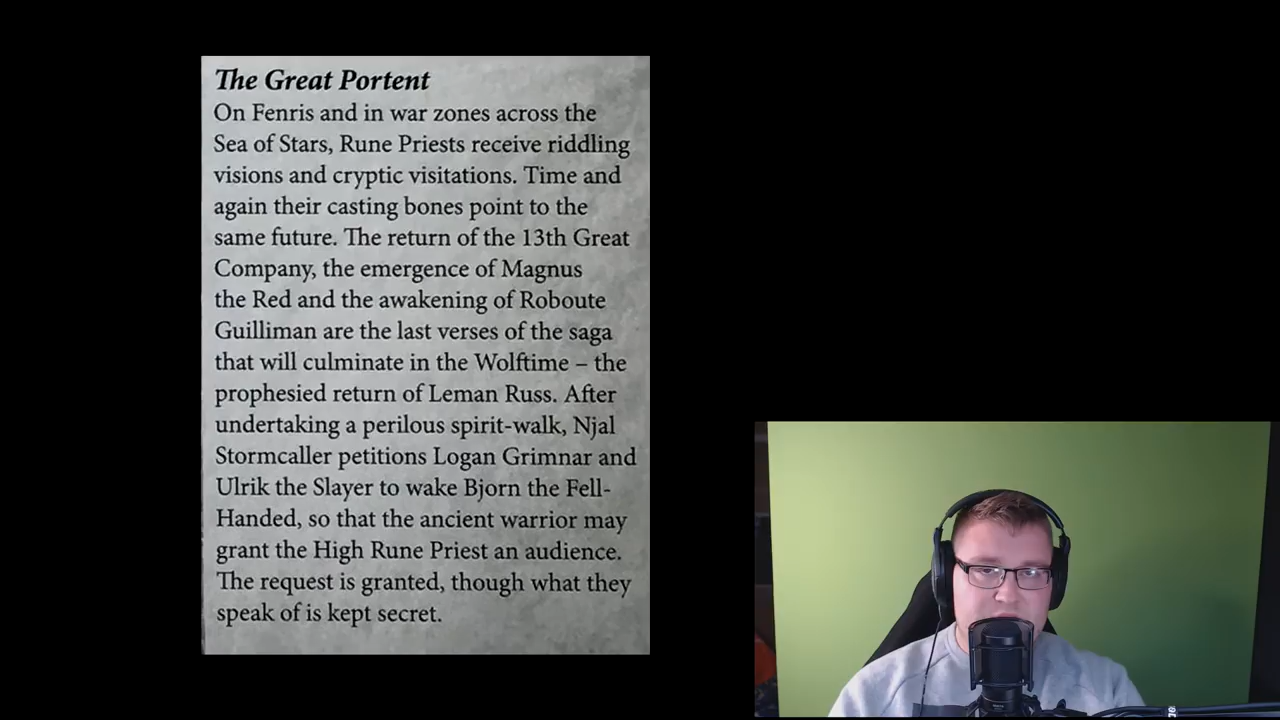 The Great Portent
On Fenris and in war zones across the
Sea of Stars, Rune Priests receive riddling
visions and cryptic visitations. Time and
again their casting bones point to the
same future. The return of the 13th Great
Company, the emergence of Magnus
the Red and the awakening of Roboute
Guilliman are the last verses of the saga
that will culminate in the Wolftime – the
prophesied return of Leman Russ. After
undertaking a perilous spirit-walk, Njal
Stormcaller petitions Logan Grimnar and
Ulrik the Slayer to wake Bjorn the Fell-
Handed, so that the ancient warrior may
grant the High Rune Priest an audience.
The request is granted, though what they
speak of is kept secret.